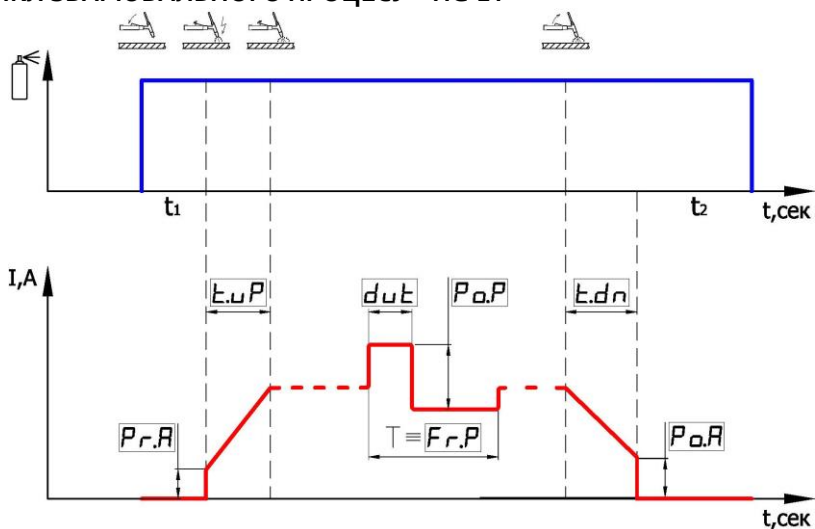 t₁
t₂
t,сек
I,A
t.uP
dut
Po.P
t.dn
Pr.A
T≡Fr.P
Po.A
t,сек